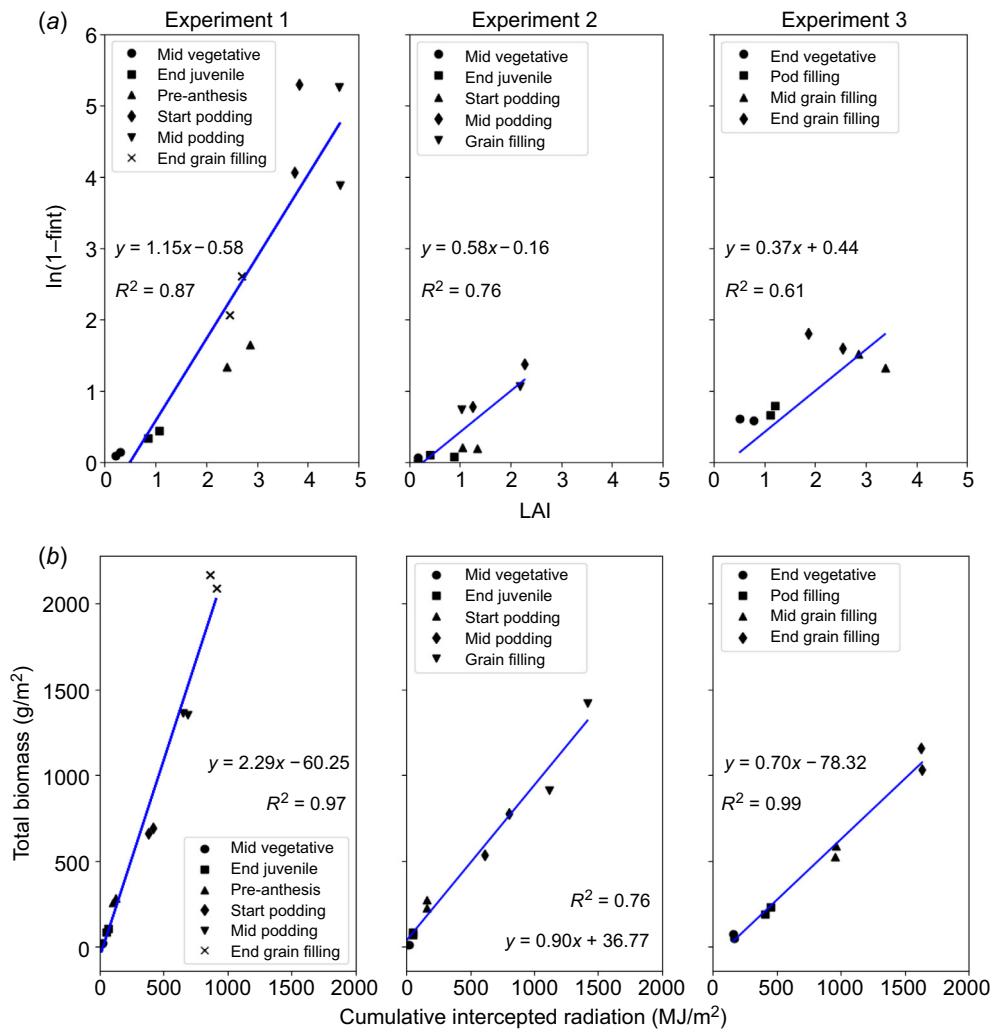 (a)
Experiment 1
Experiment 2
Experiment 3
6
5
4
3
2
1
0
ln(1–fint)
Mid vegetative
End juvenile
Pre-anthesis
Start podding
Mid podding
End grain filling
y = 1.15x – 0.58
R² = 0.87
0 1 2 3 4 5
Mid vegetative
End juvenile
Start podding
Mid podding
Grain filling
y = 0.58x – 0.16
R² = 0.76
0 1 2 3 4 5
End vegetative
Pod filling
Mid grain filling
End grain filling
y = 0.37x + 0.44
R² = 0.61
0 1 2 3 4 5
LAI
(b)
2000
1500
1000
500
0
Total biomass (g/m²)
y = 2.29x – 60.25
R² = 0.97
Mid vegetative
End juvenile
Pre-anthesis
Start podding
Mid podding
End grain filling
0 500 1000 1500 2000
Mid vegetative
End juvenile
Start podding
Mid podding
Grain filling
R² = 0.76
y = 0.90x + 36.77
0 500 1000 1500 2000
End vegetative
Pod filling
Mid grain filling
End grain filling
y = 0.70x – 78.32
R² = 0.99
0 500 1000 1500 2000
Cumulative intercepted radiation (MJ/m²)